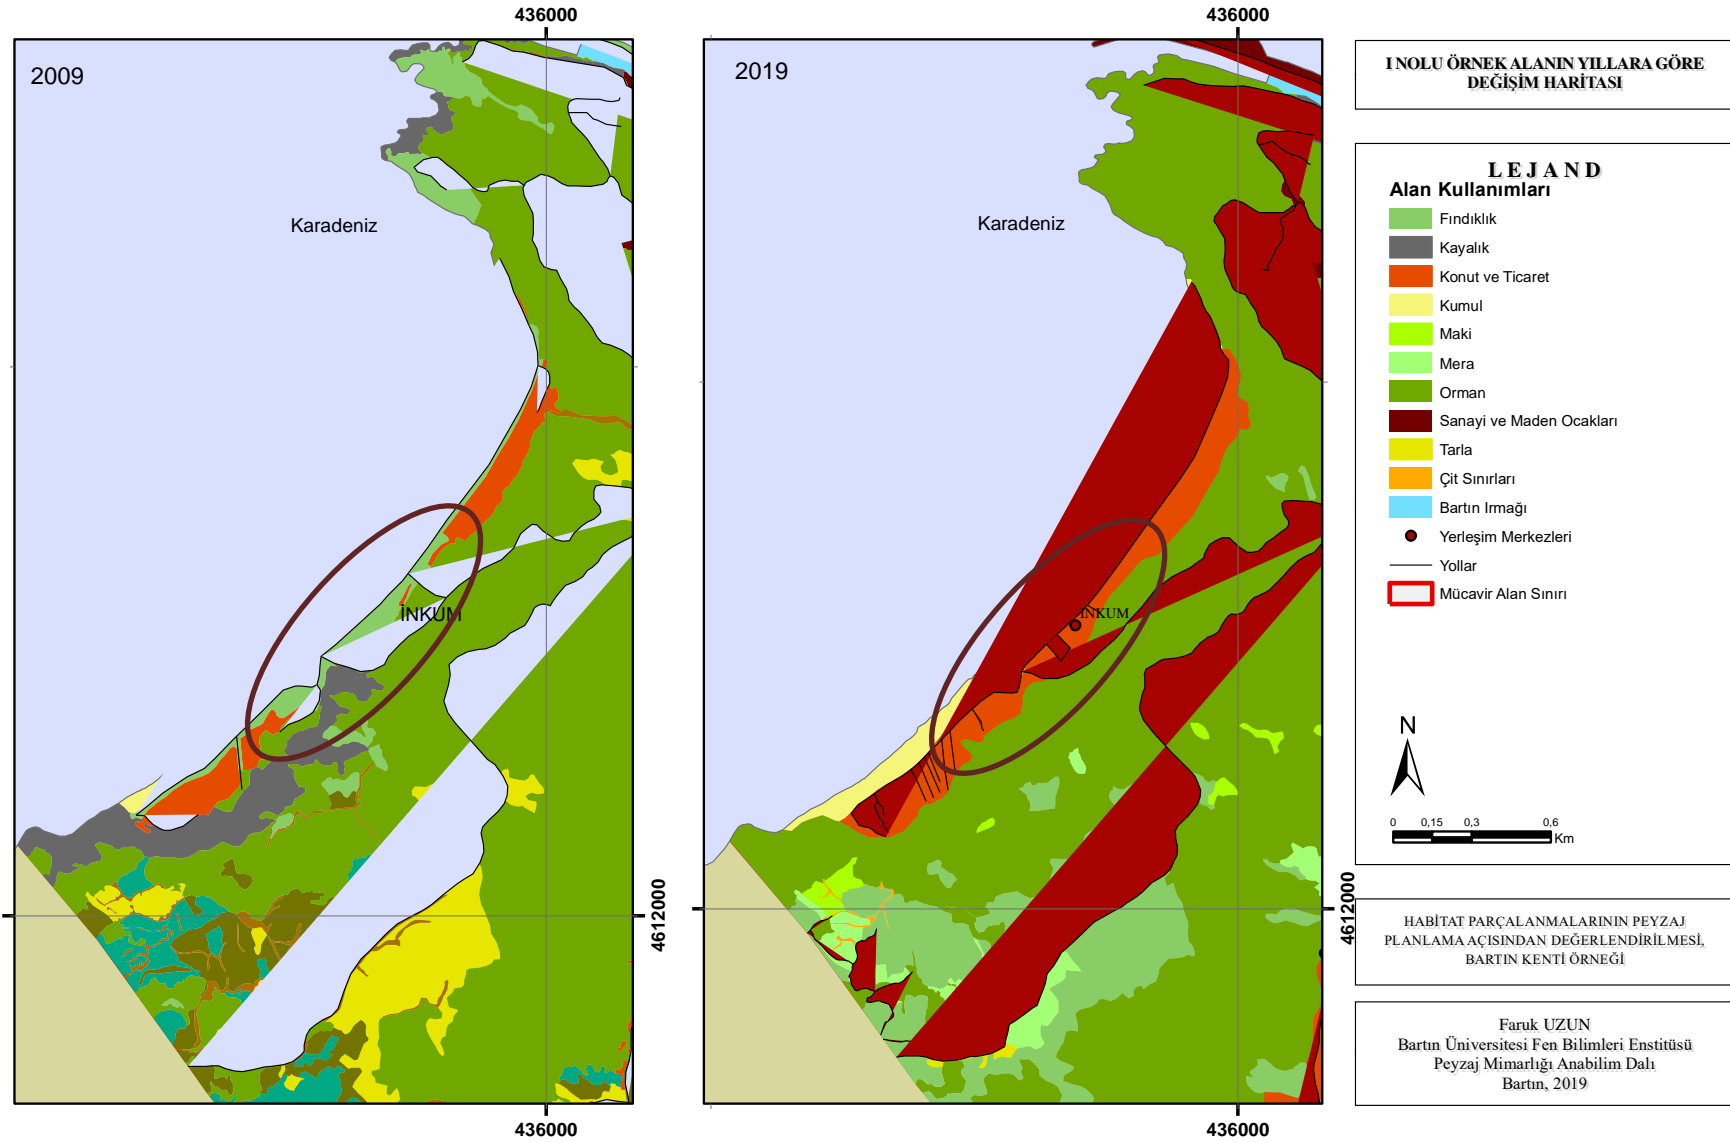 436000
436000
2009
2019
Karadeniz
Karadeniz
İNKUM
İNKUM
4612000
4612000
436000
436000
I NOLU ÖRNEK ALANIN YILLARA GÖRE
DEĞİŞİM HARİTASI
L E J A N D
Alan Kullanımları
Fındıklık
Kayalık
Konut ve Ticaret
Kumul
Maki
Mera
Orman
Sanayi ve Maden Ocakları
Tarla
Çit Sınırları
Bartın Irmağı
Yerleşim Merkezleri
Yollar
Mücavir Alan Sınırı
N
0 0,15 0,3 0,6
Km
HABİTAT PARÇALANMALARININ PEYZAJ
PLANLAMA AÇISINDAN DEĞERLENDİRİLMESİ,
BARTIN KENTİ ÖRNEĞİ
Faruk UZUN
Bartın Üniversitesi Fen Bilimleri Enstitüsü
Peyzaj Mimarlığı Anabilim Dalı
Bartın, 2019